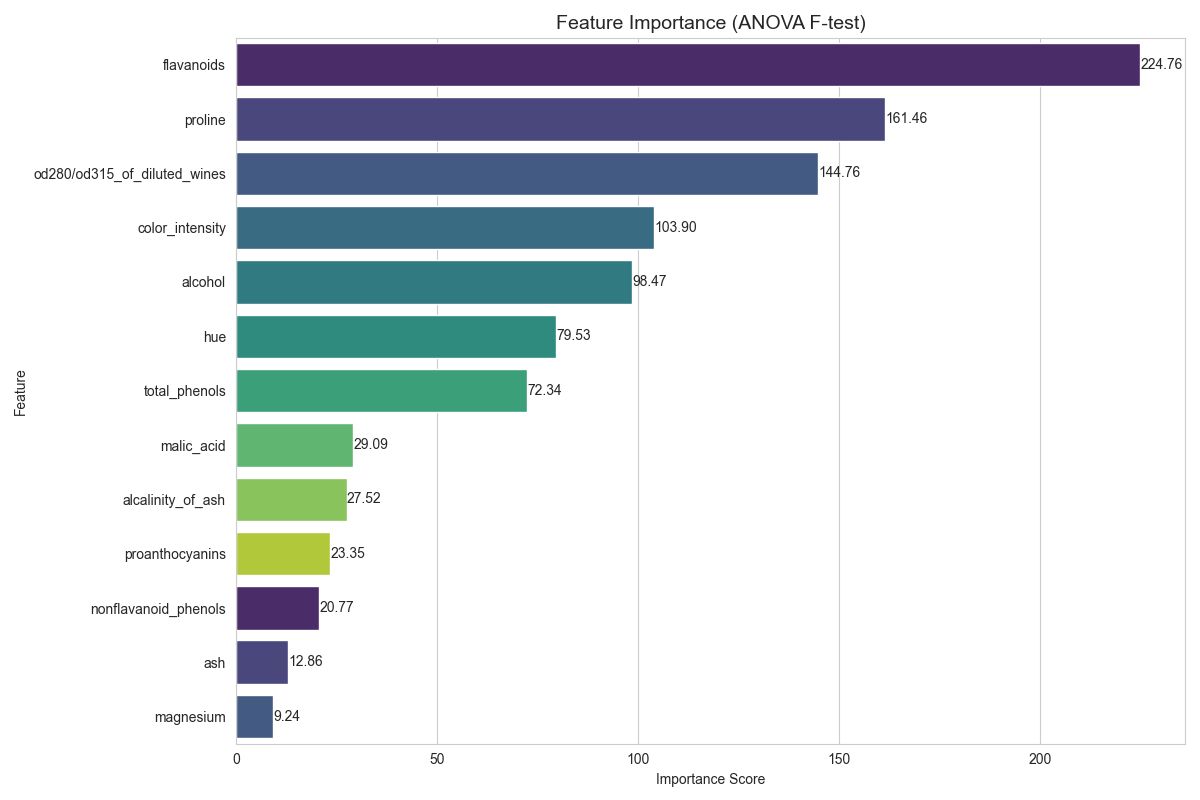 Feature Importance (ANOVA F-test)
flavanoids 224.76
proline 161.46
od280/od315_of_diluted_wines 144.76
color_intensity 103.90
alcohol 98.47
hue 79.53
total_phenols 72.34
malic_acid 29.09
alcalinity_of_ash 27.52
proanthocyanins 23.35
nonflavanoid_phenols 20.77
ash 12.86
magnesium 9.24
Feature
0 50 100 150 200
Importance Score